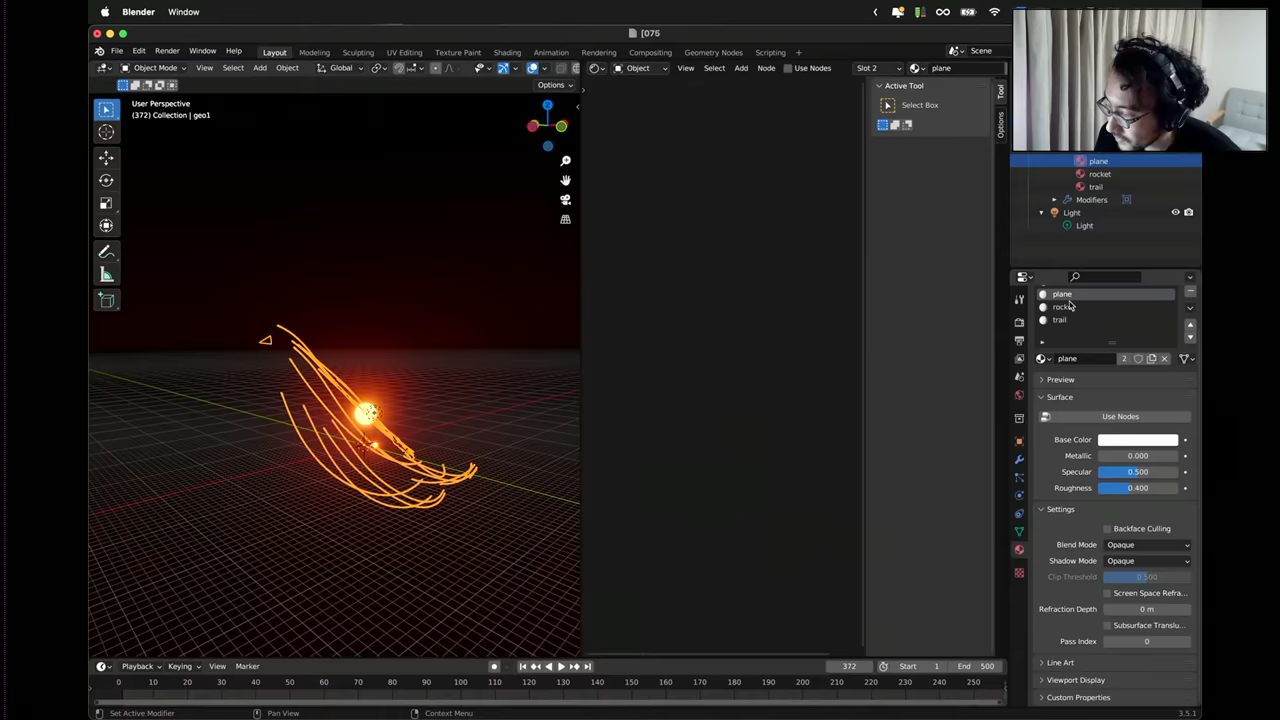 Blender Window
[075
File Edit Render Window Help
Layout Modeling Sculpting UV Editing Texture Paint Shading Animation Rendering Compositing Geometry Nodes Scripting +
Scene
Object Mode View Select Add Object Global
Object View Select Add Node Use Nodes Slot 2 plane
Options
User Perspective
(372) Collection | geo1
Z
Active Tool
Select Box
Tool
Options
plane
rocket
trail
Modifiers
Light
Light
plane
rocket
trail
plane 2
Preview
Surface
Use Nodes
Base Color
Metallic 0.000
Specular 0.500
Roughness 0.400
Settings
Backface Culling
Blend Mode Opaque
Shadow Mode Opaque
Clip Threshold 0.500
Screen Space Refra...
Refraction Depth 0 m
Subsurface Translu...
Pass Index 0
Line Art
Viewport Display
Custom Properties
Playback Keying View Marker 372 Start 1 End 500
0 10 20 30 40 50 60 70 80 90 100 110 120 130 140 150 160 170 180 190 200 210 220 230 240 250
Set Active Modifier Pan View Context Menu 3.5.1